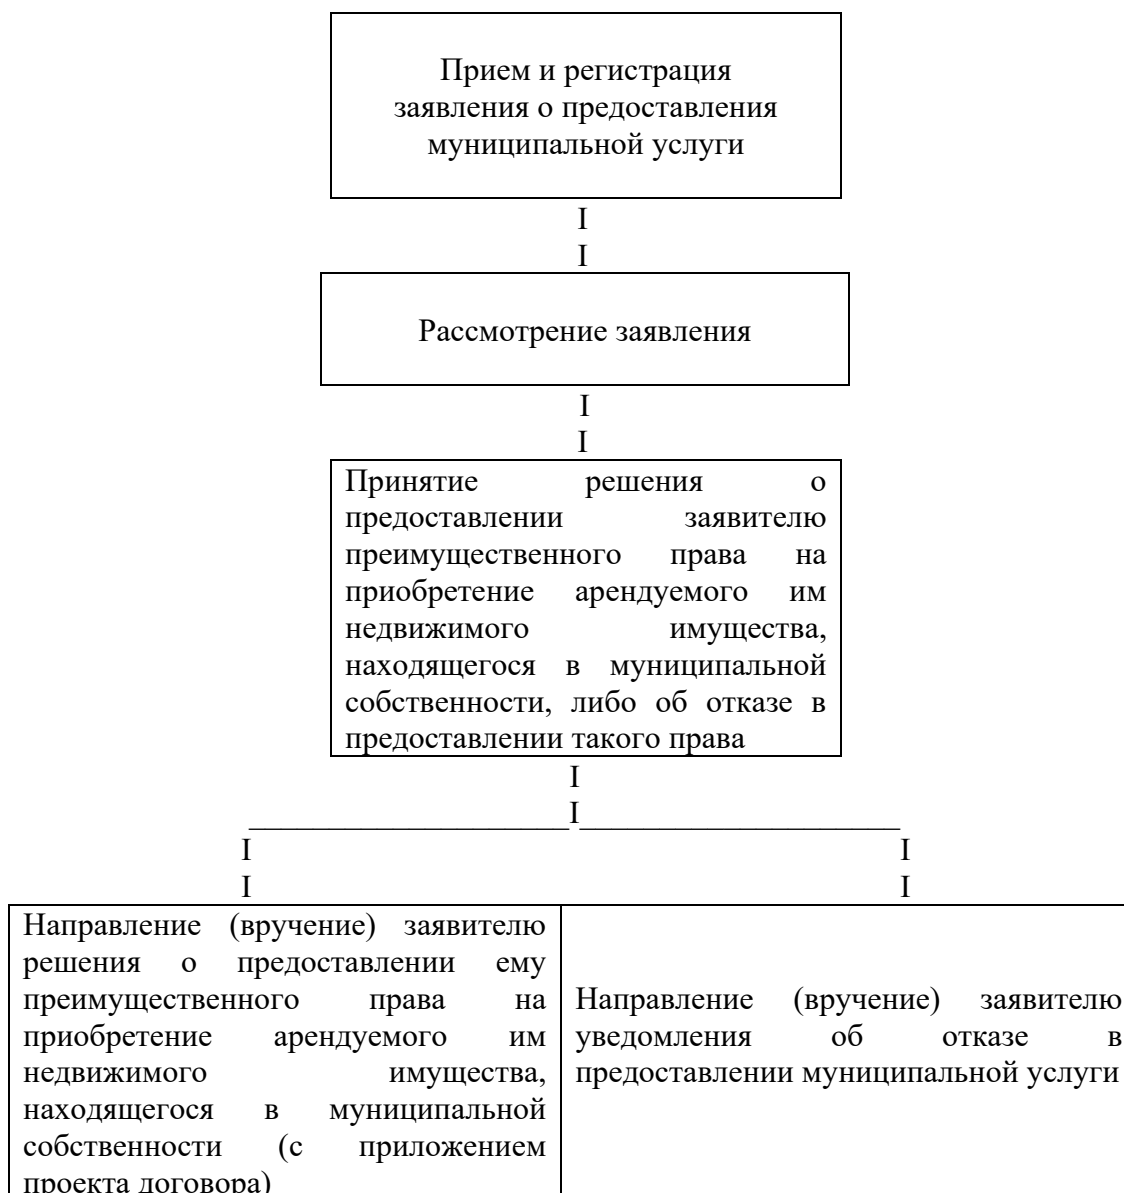 Прием и регистрация
заявления о предоставления
муниципальной услуги
I
I
Рассмотрение заявления
I
I
Принятие решения о
предоставлении заявителю
преимущественного права на
приобретение арендуемого им
недвижимого имущества,
находящегося в муниципальной
собственности, либо об отказе в
предоставлении такого права
I
____________________I____________________
I I
I I
Направление (вручение) заявителю
решения о предоставлении ему
преимущественного права на
приобретение арендуемого им
недвижимого имущества,
находящегося в муниципальной
собственности (с приложением
проекта договора)
Направление (вручение) заявителю
уведомления об отказе в
предоставлении муниципальной услуги